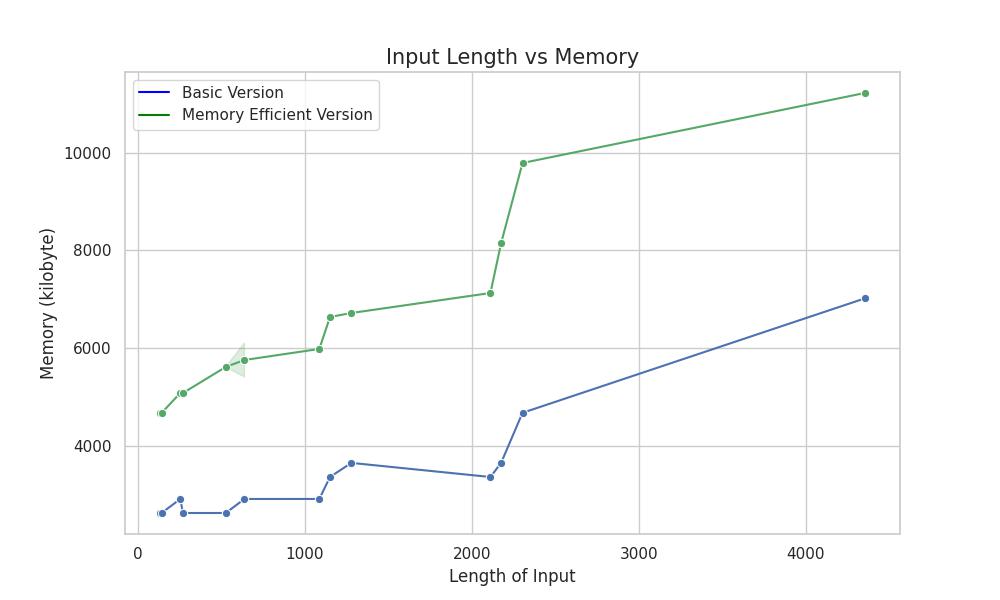 Input Length vs Memory
Basic Version
Memory Efficient Version
Memory (kilobyte)
10000
8000
6000
4000
0
1000
2000
3000
4000
Length of Input